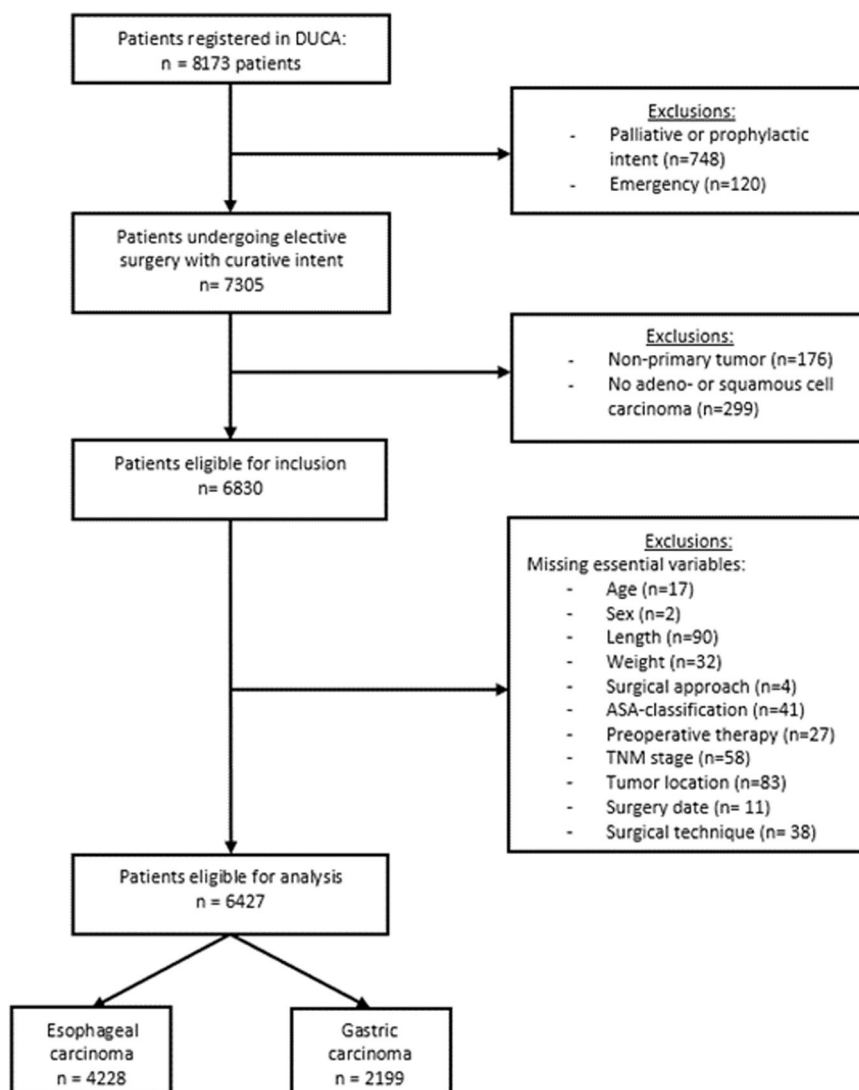 Patients registered in DUCA:
n = 8173 patients
Exclusions:
- Palliative or prophylactic
intent (n=748)
- Emergency (n=120)
Patients undergoing elective
surgery with curative intent
n= 7305
Exclusions:
- Non-primary tumor (n=176)
- No adeno- or squamous cell
carcinoma (n=299)
Patients eligible for inclusion
n= 6830
Exclusions:
Missing essential variables:
- Age (n=17)
- Sex (n=2)
- Length (n=90)
- Weight (n=32)
- Surgical approach (n=4)
- ASA-classification (n=41)
- Preoperative therapy (n=27)
- TNM stage (n=58)
- Tumor location (n=83)
- Surgery date (n= 11)
- Surgical technique (n= 38)
Patients eligible for analysis
n = 6427
Esophageal
carcinoma
n = 4228
Gastric
carcinoma
n = 2199